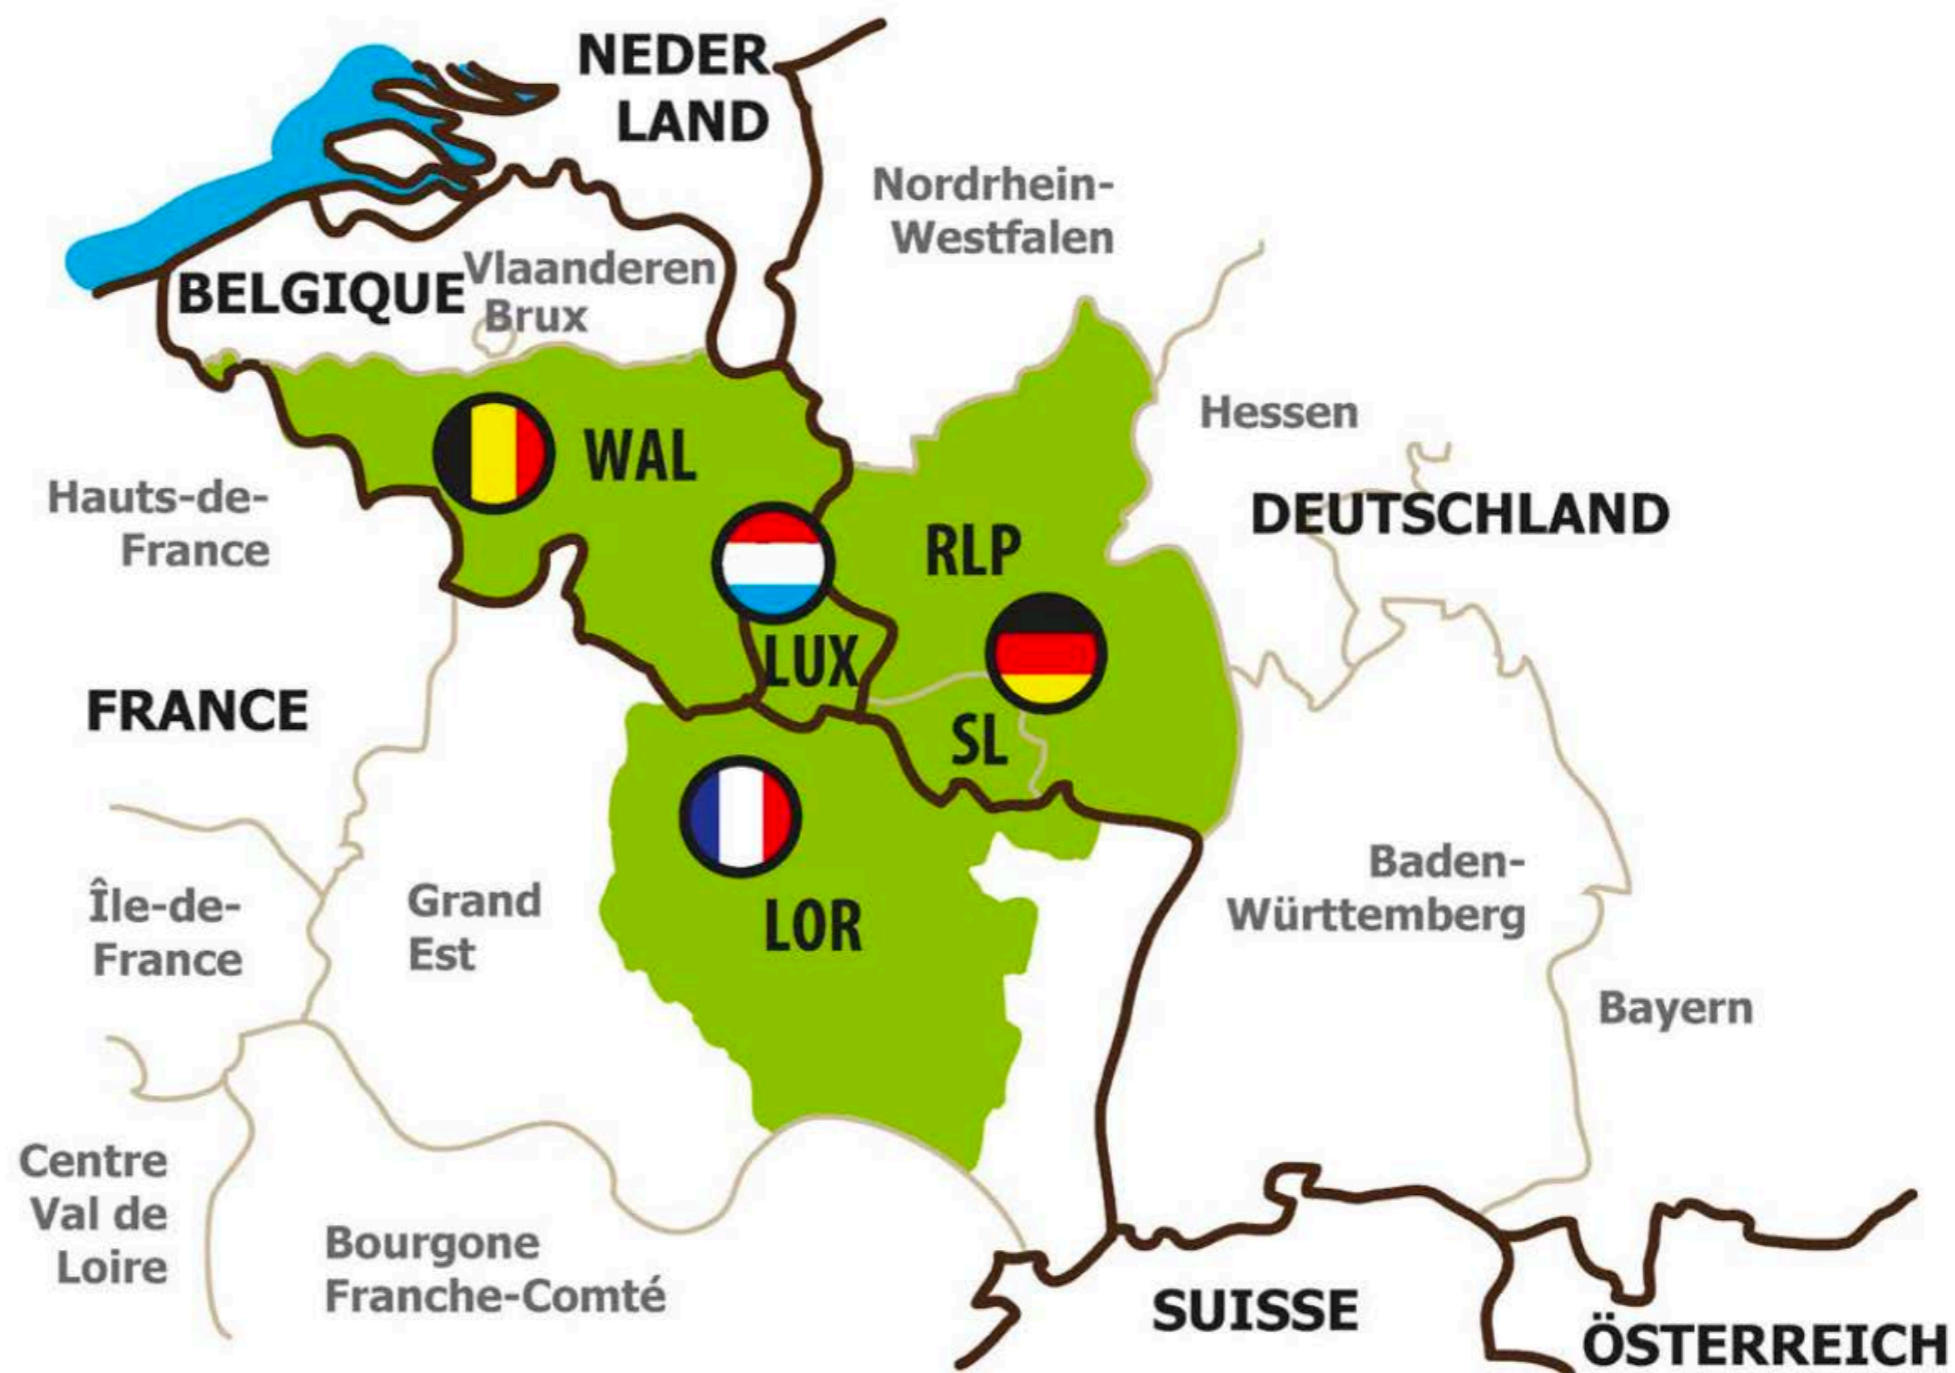 NEDER
LAND
Nordrhein-
Westfalen
Vlaanderen
BELGIQUE
Brux
Hessen
WAL
Hauts-de-
France
DEUTSCHLAND
RLP
LUX
FRANCE
SL
Baden-
Württemberg
Île-de-
France
Grand
Est
LOR
Bayern
Centre
Val de
Loire
Bourgone
Franche-Comté
SUISSE
ÖSTERREICH